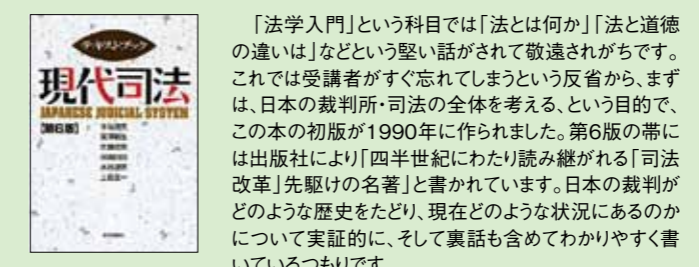 テキストブック
現代司法
JAPANESE JUDICIAL SYSTEM
【第6版】
「法学入門」という科目では「法とは何か」「法と道徳
の違いは」などという堅い話がされて敬遠されがちです。
これでは受講者がすぐ忘れてしまうという反省から、まず
は、日本の裁判所・司法の全体を考える、という目的で、
この本の初版が1990年に作られました。第6版の帯に
は出版社により「四半世紀にわたり読み継がれる「司法
改革」先駆けの名著」と書かれています。日本の裁判が
どのような歴史をたどり、現在どのような状況にあるのか
について実証的に、そして裏話も含めてわかりやすく書
いているつもりです。